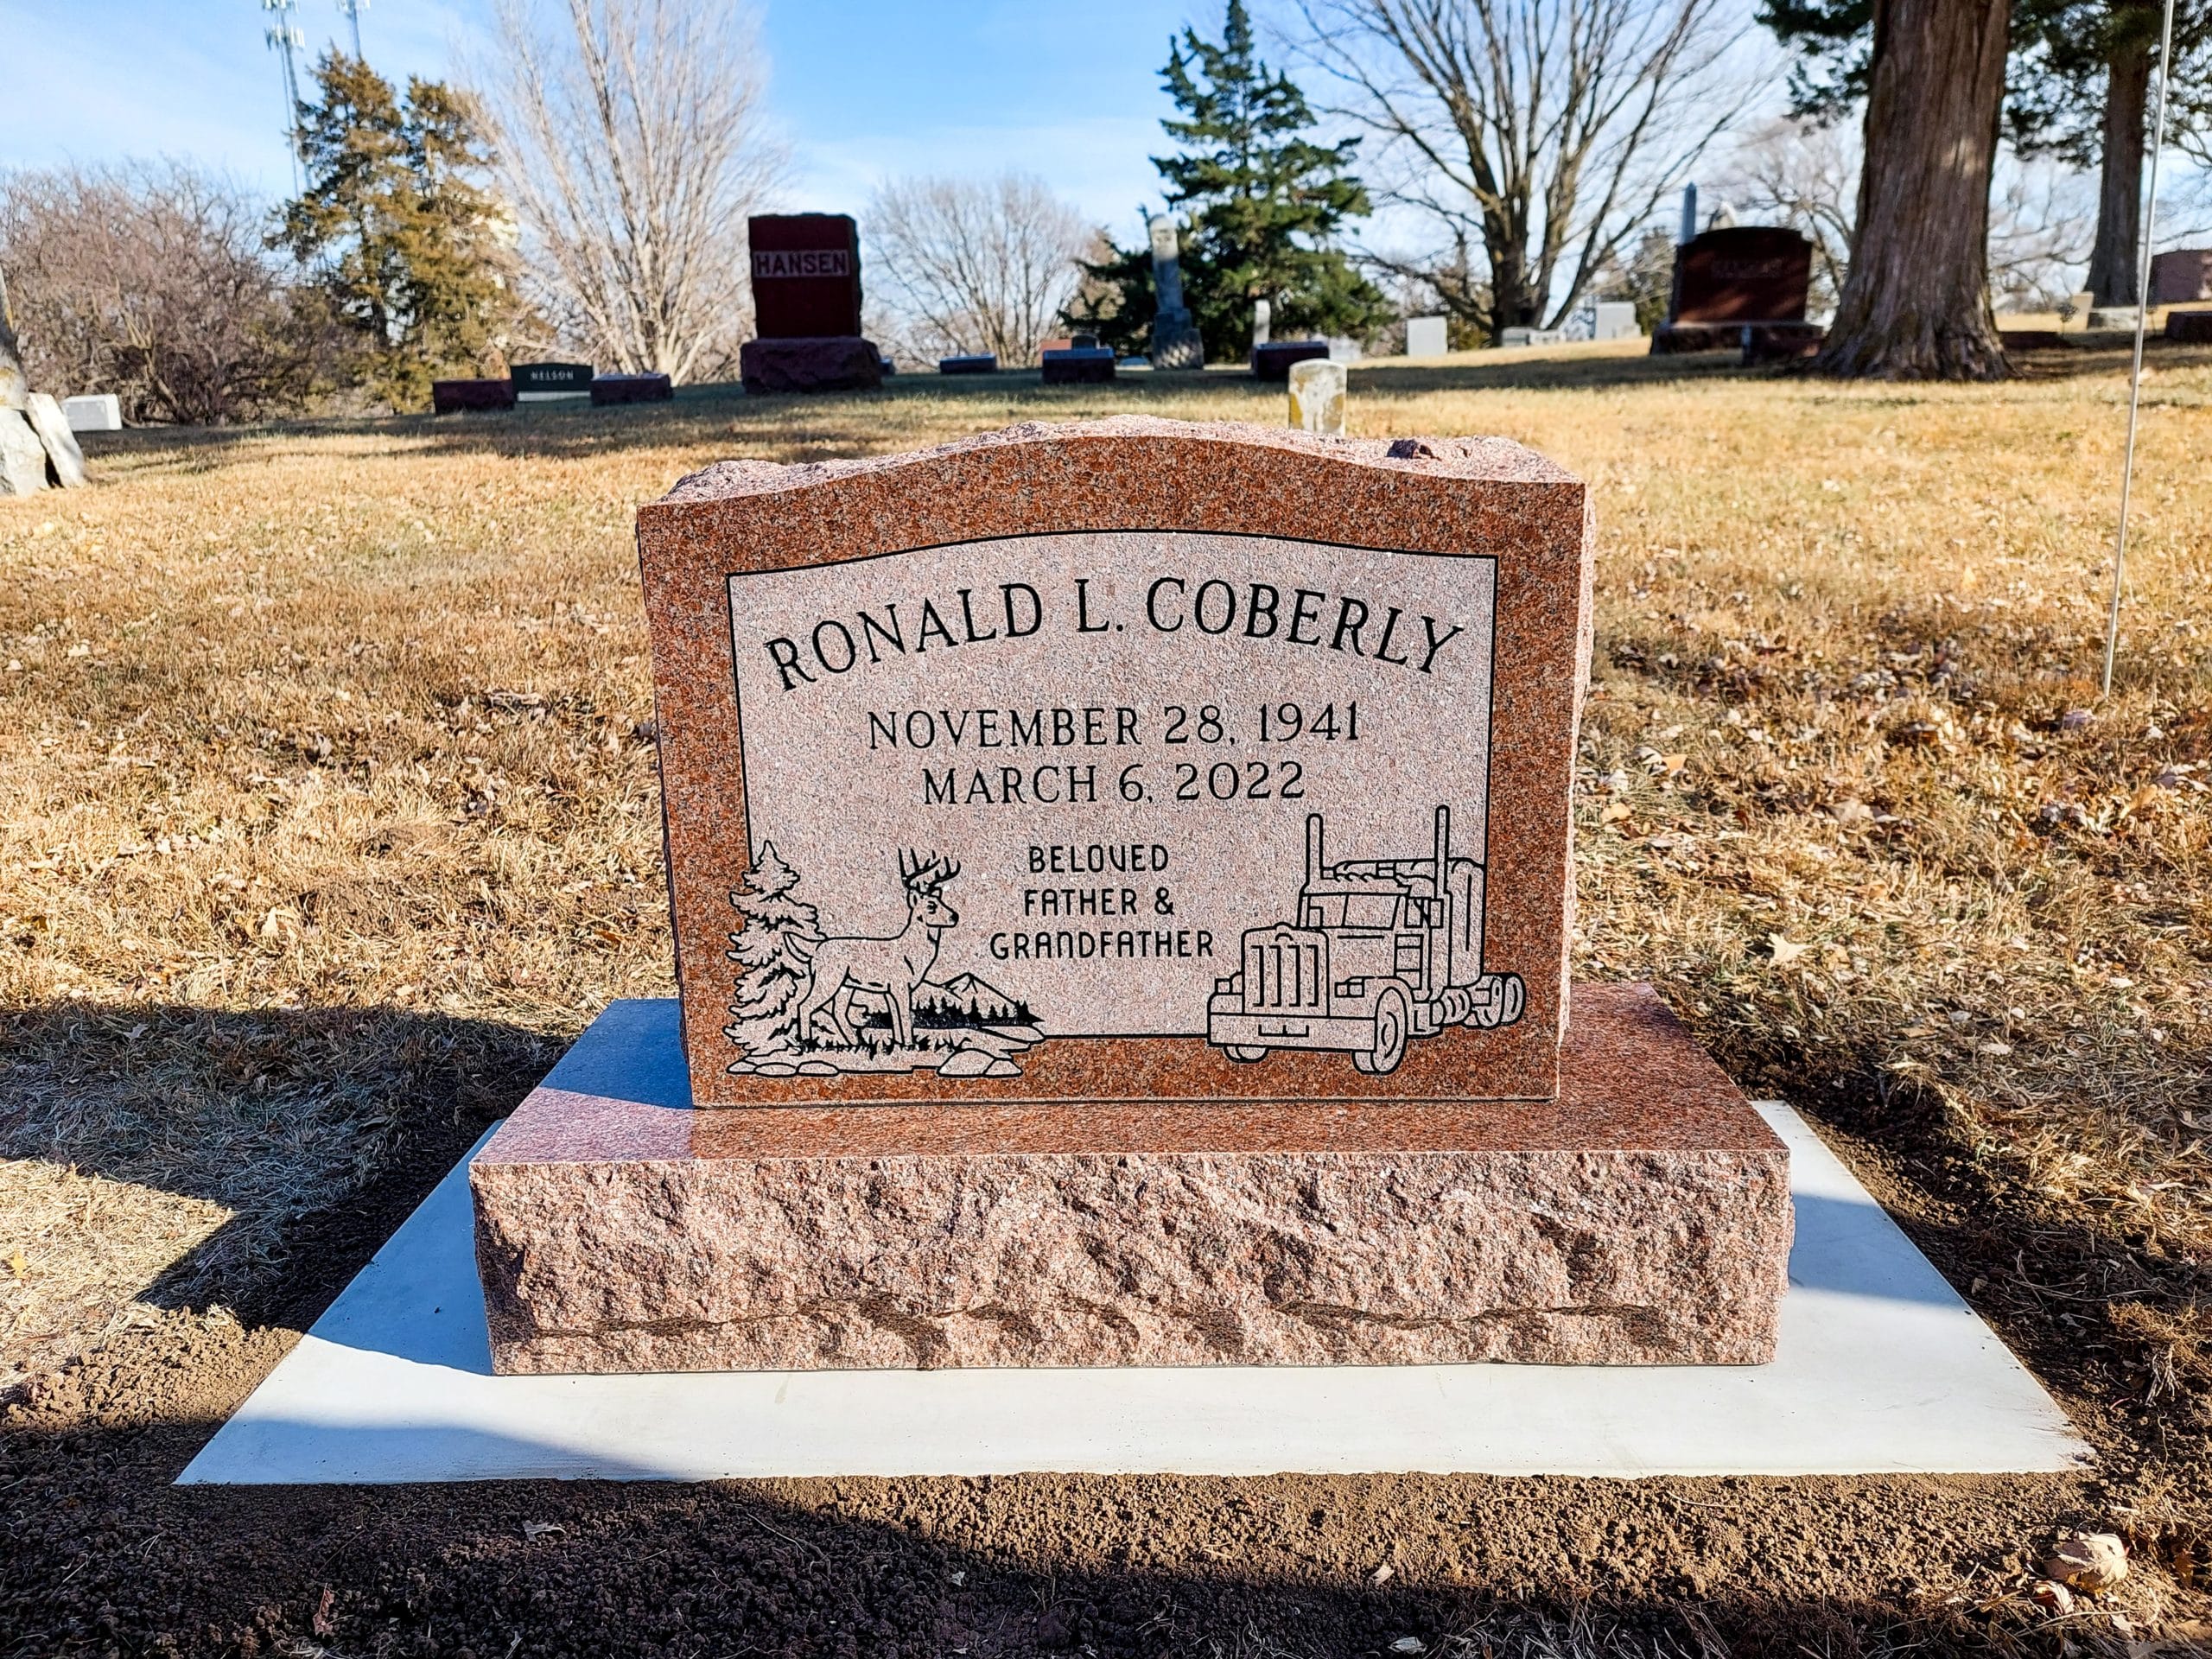 HANSEN
NELSON
RONALD L. COBERLY
NOVEMBER 28, 1941
MARCH 6, 2022
BELOVED
FATHER &
GRANDFATHER